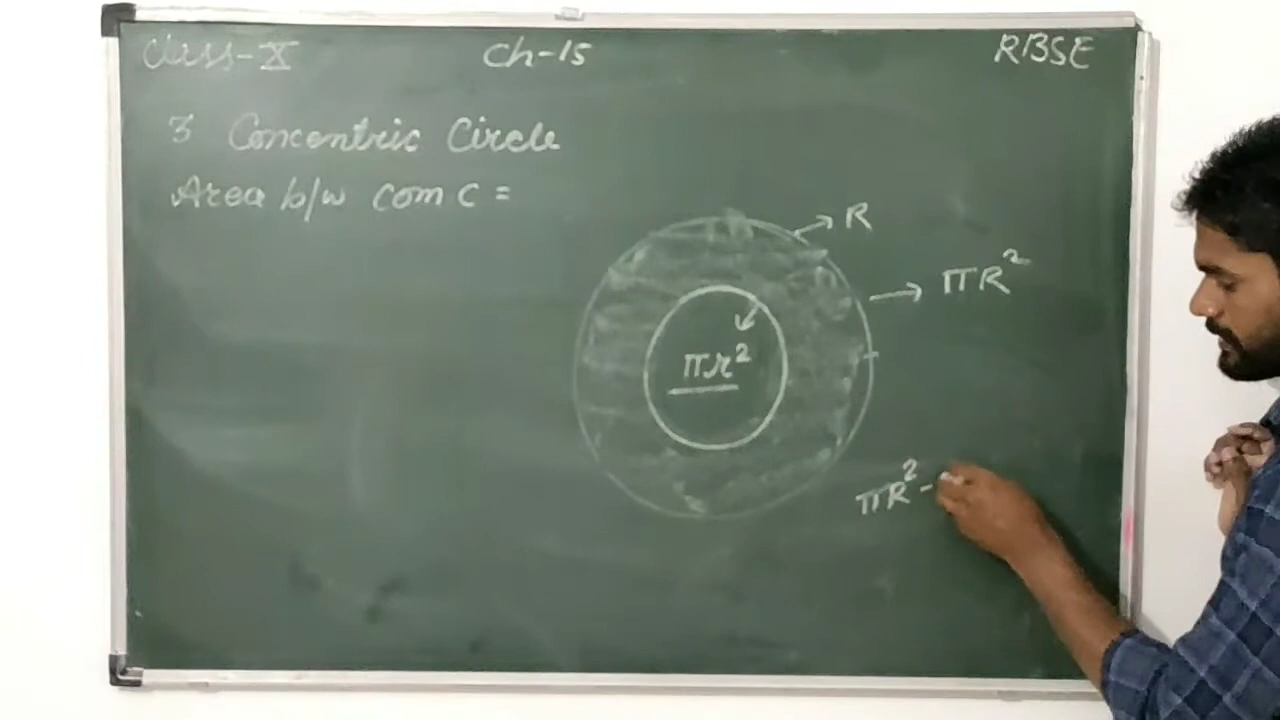 Class-X Ch-15 RBSE
3 Concentric Circle
Area b/w com C =
R
πR²
πr²
πR² -